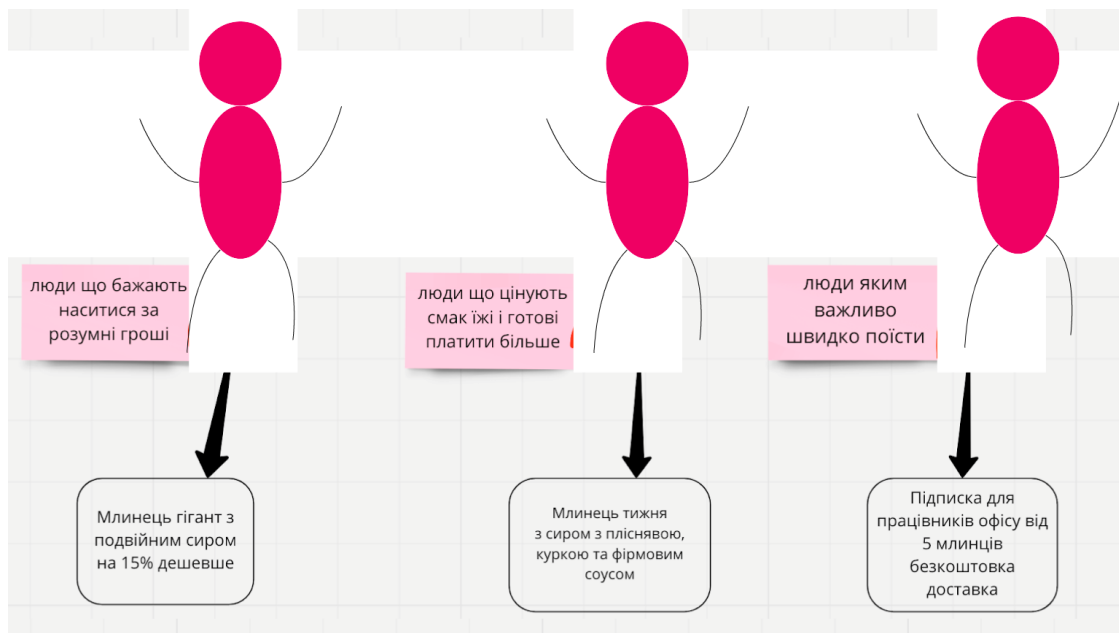 люди що бажають
наситися за
розумні гроші
люди що цінують
смак їжі і готові
платити більше
люди яким
важливо
швидко поїсти
Млинець гігант з
подвійним сиром
на 15% дешевше
Млинець тижня
з сиром з пліснявою,
куркою та фірмовим
соусом
Підписка для
працівників офісу від
5 млинців
безкоштовка
доставка